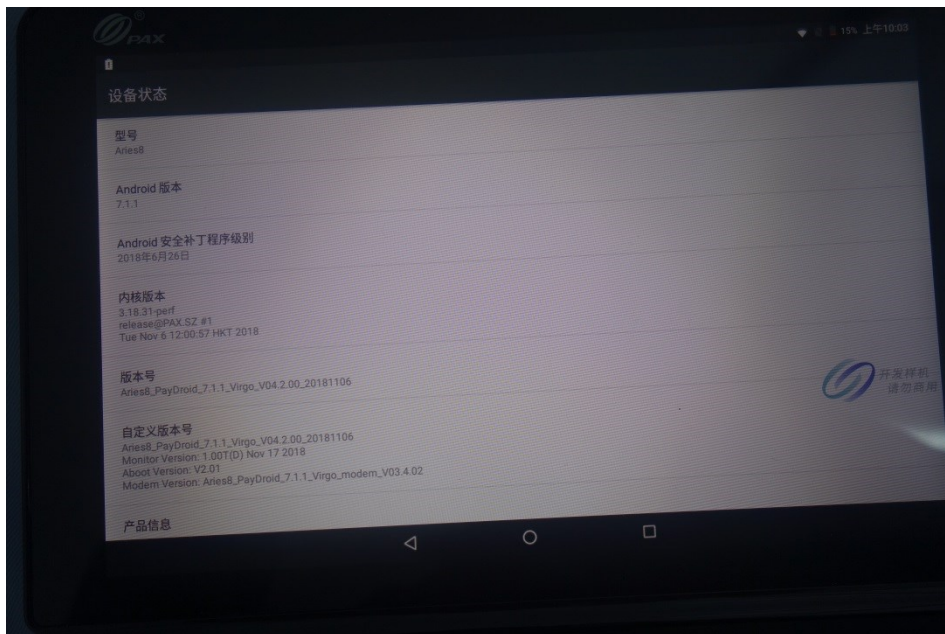 PAX
15% 上午10:03
设备状态
型号
Aries8
Android 版本
7.1.1
Android 安全补丁程序级别
2018年6月26日
内核版本
3.18.31-perf
release@PAX.SZ #1
Tue Nov 6 12:00:57 HKT 2018
版本号
Aries8_PayDroid_7.1.1_Virgo_V04.2.00_20181106
开发样机
请勿商用
自定义版本号
Aries8_PayDroid_7.1.1_Virgo_V04.2.00_20181106
Monitor Version: 1.00T(D) Nov 17 2018
Aboot Version: V2.01
Modem Version: Aries8_PayDroid_7.1.1_Virgo_modem_V03.4.02
产品信息